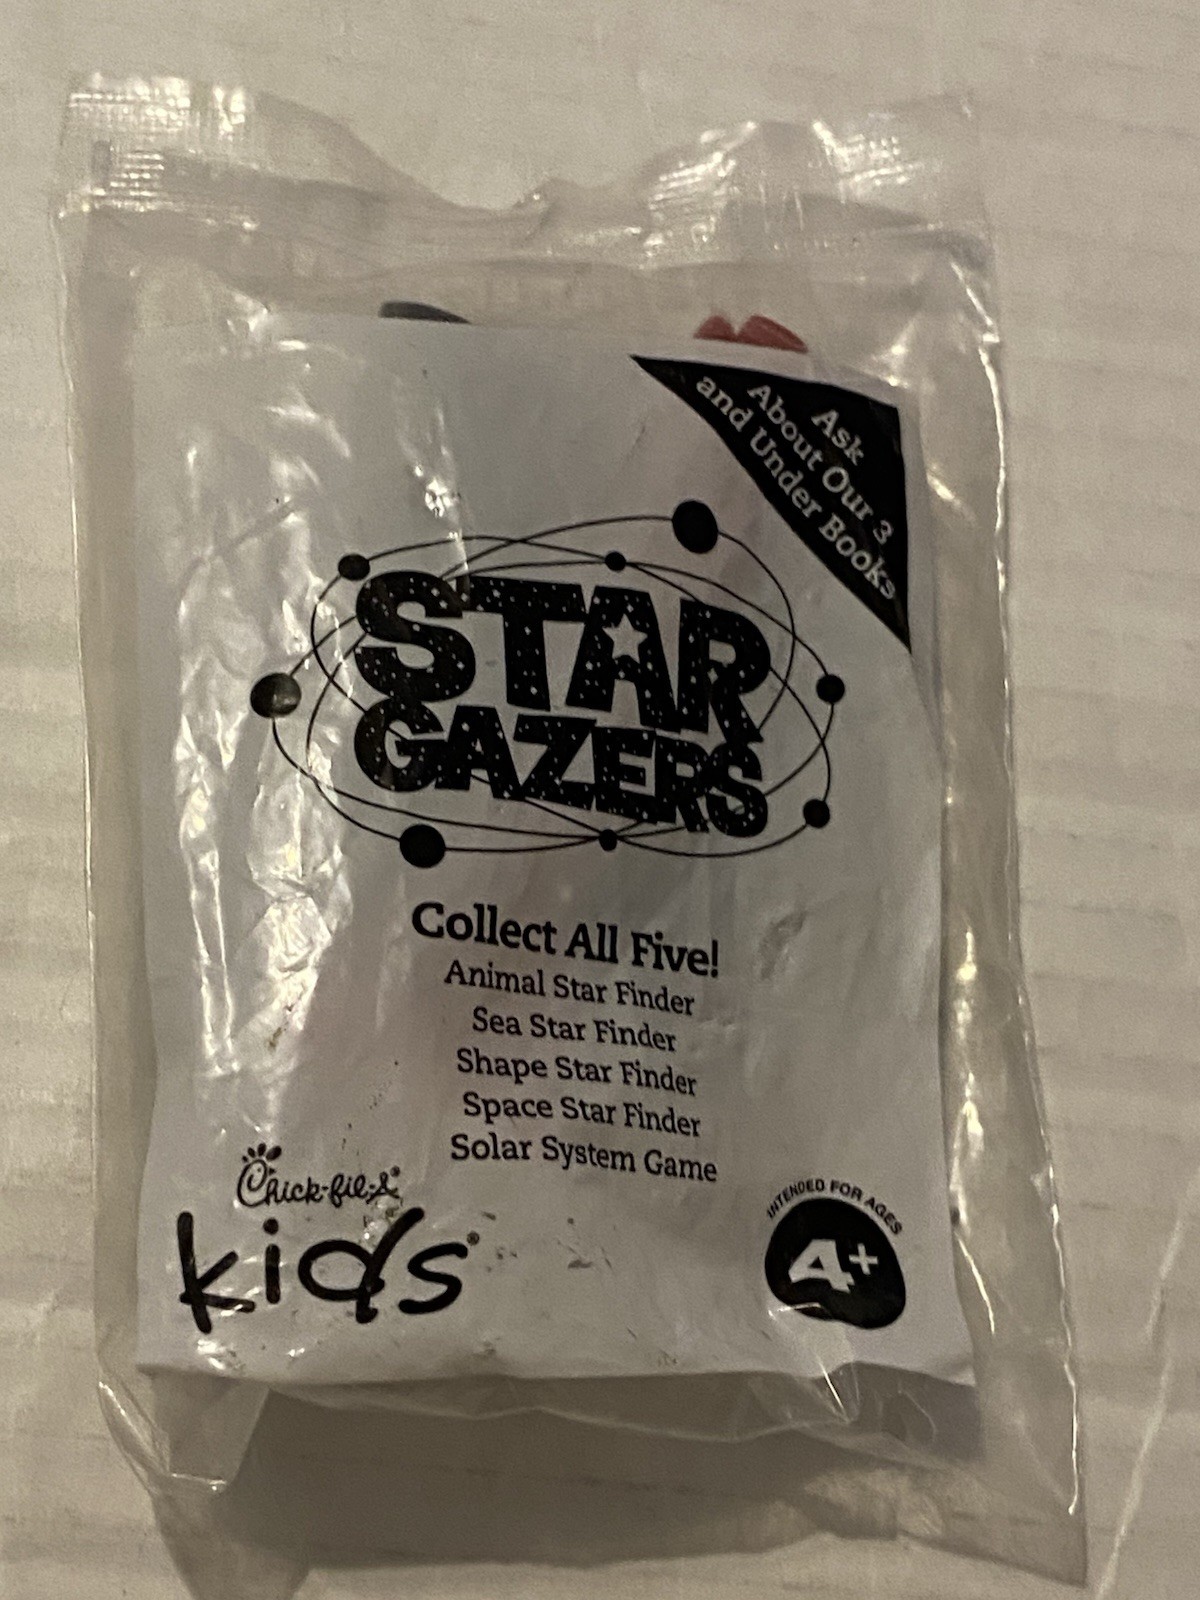 Ask
About Our 3
and Under Books
STAR
GAZERS
Collect All Five!
Animal Star Finder
Sea Star Finder
Shape Star Finder
Space Star Finder
Solar System Game
Chick-fil-A®
kids®
INTENDED FOR AGES
4+